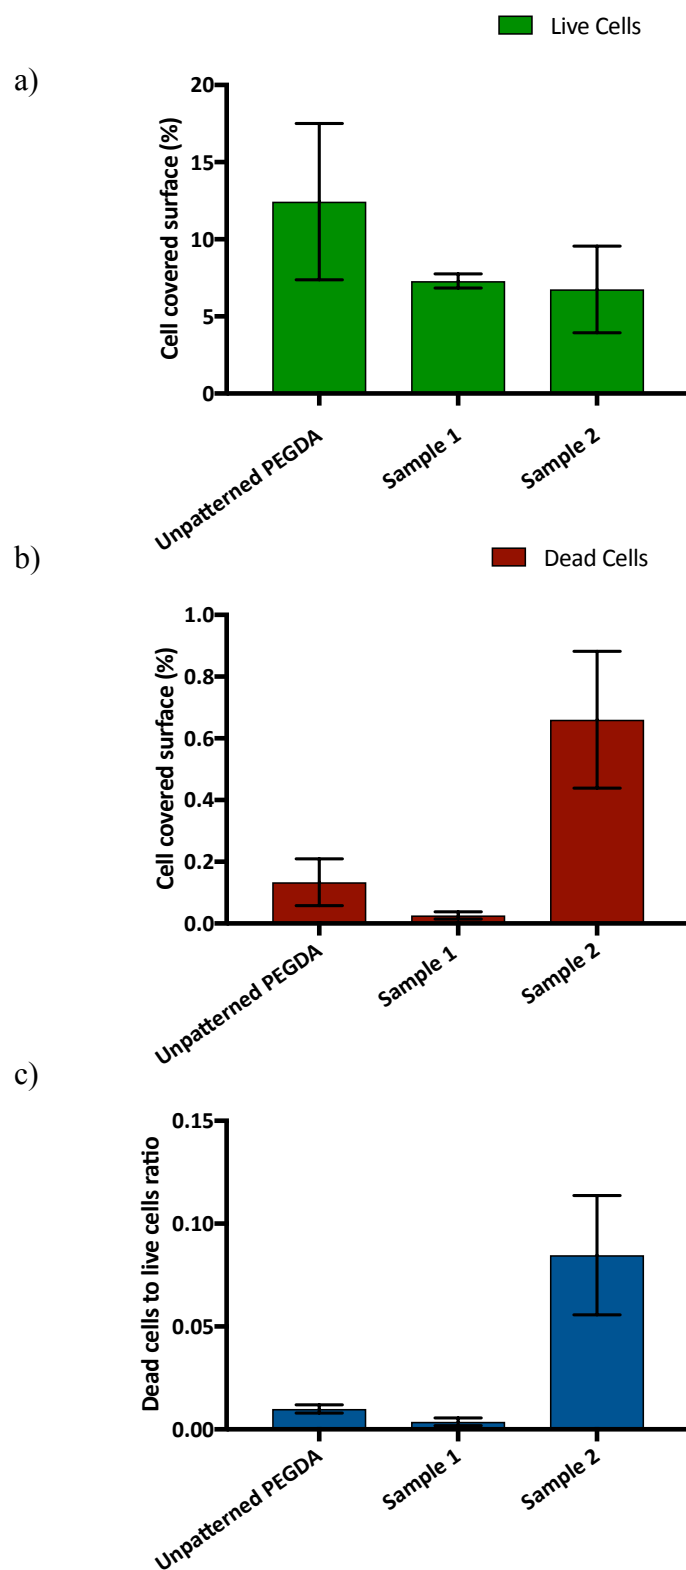 Live Cells
a)
Cell covered surface (%)
20
15
10
5
0
Unpatterned PEGDA
Sample 1
Sample 2
b)
Dead Cells
Cell covered surface (%)
1.0
0.8
0.6
0.4
0.2
0.0
Unpatterned PEGDA
Sample 1
Sample 2
c)
Dead cells to live cells ratio
0.15
0.10
0.05
0.00
Unpatterned PEGDA
Sample 1
Sample 2